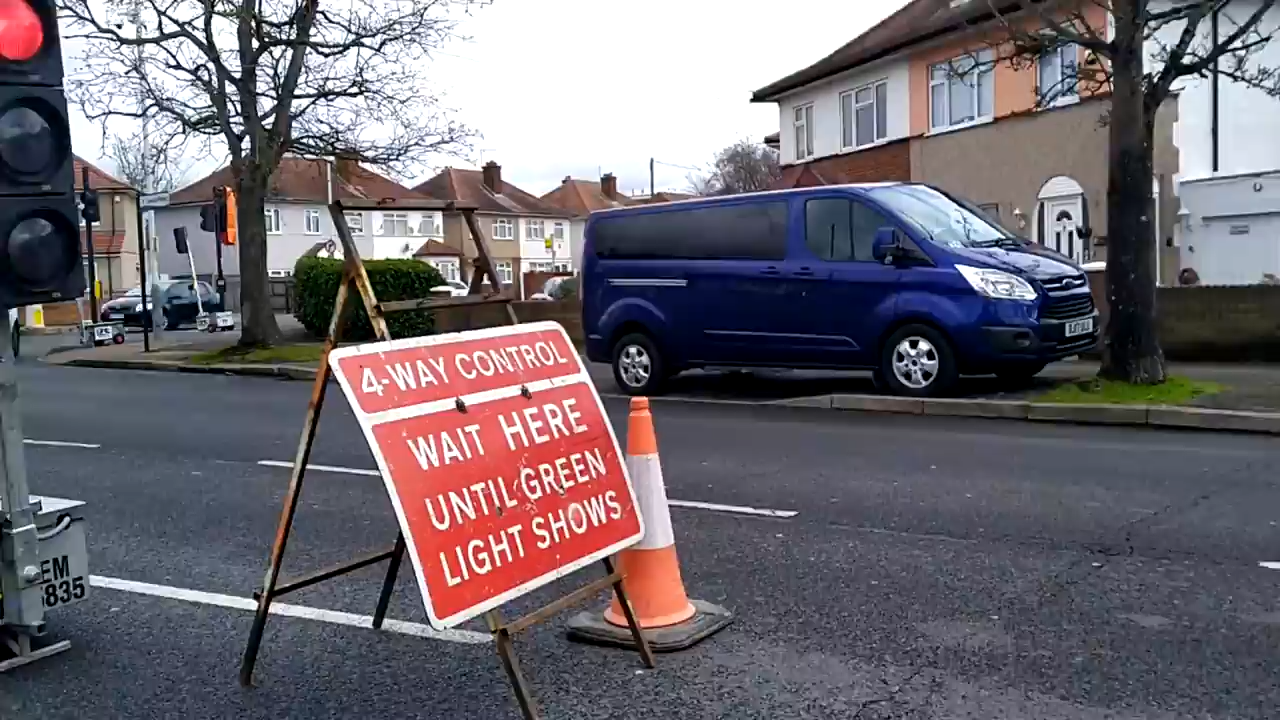 4-WAY CONTROL
WAIT HERE
UNTIL GREEN
LIGHT SHOWS
EM
835